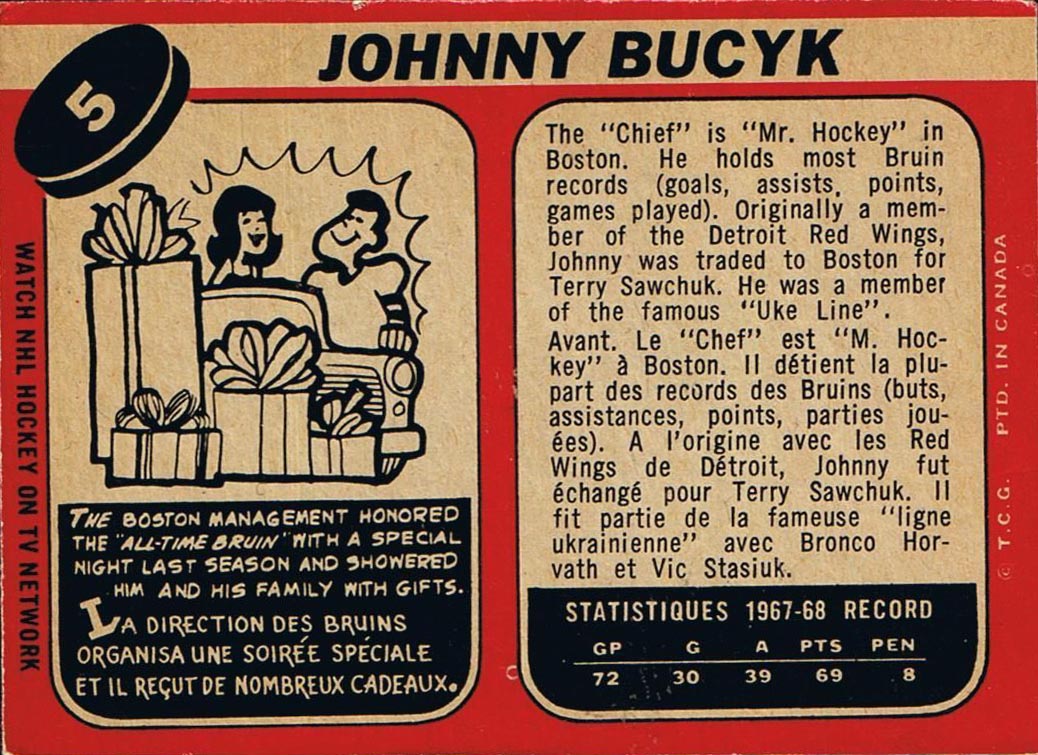 5
JOHNNY BUCYK
WATCH NHL HOCKEY ON TV NETWORK
THE BOSTON MANAGEMENT HONORED
THE "ALL-TIME BRUIN" WITH A SPECIAL
NIGHT LAST SEASON AND SHOWERED
HIM AND HIS FAMILY WITH GIFTS.
LA DIRECTION DES BRUINS
ORGANISA UNE SOIRÉE SPÉCIALE
ET IL REÇUT DE NOMBREUX CADEAUX.
The "Chief" is "Mr. Hockey" in
Boston. He holds most Bruin
records (goals, assists, points,
games played). Originally a mem-
ber of the Detroit Red Wings,
Johnny was traded to Boston for
Terry Sawchuk. He was a member
of the famous "Uke Line".
Avant. Le "Chef" est "M. Hoc-
key" à Boston. Il détient la plu-
part des records des Bruins (buts,
assistances, points, parties jou-
ées). A l'origine avec les Red
Wings de Détroit, Johnny fut
échangé pour Terry Sawchuk. Il
fit partie de la fameuse "ligne
ukrainienne" avec Bronco Hor-
vath et Vic Stasiuk.
STATISTIQUES 1967-68 RECORD
GP G A PTS PEN
72 30 39 69 8
© T.C.G. PTD. IN CANADA